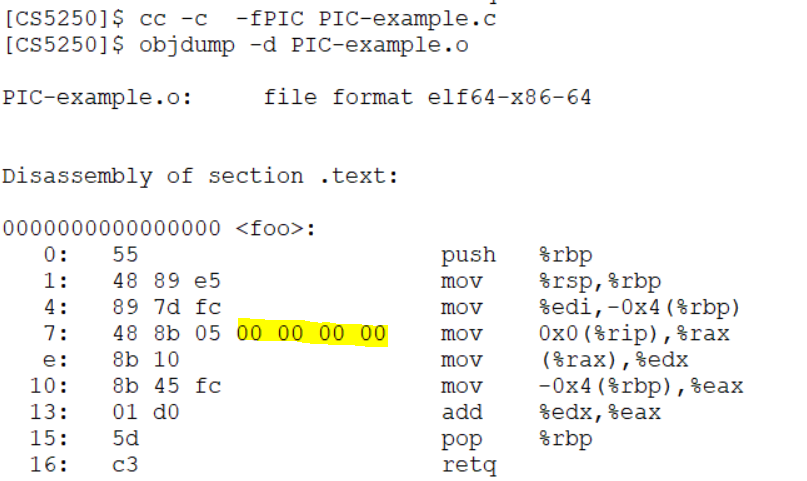 [CS5250]$ cc -c  -fPIC PIC-example.c
[CS5250]$ objdump -d PIC-example.o
PIC-example.o:     file format elf64-x86-64
Disassembly of section .text:
0000000000000000 <foo>:
   0:   55                      push   %rbp
   1:   48 89 e5                mov    %rsp,%rbp
   4:   89 7d fc                mov    %edi,-0x4(%rbp)
   7:   48 8b 05 00 00 00 00    mov    0x0(%rip),%rax
   e:   8b 10                   mov    (%rax),%edx
  10:   8b 45 fc                mov    -0x4(%rbp),%eax
  13:   01 d0                   add    %edx,%eax
  15:   5d                      pop    %rbp
  16:   c3                      retq